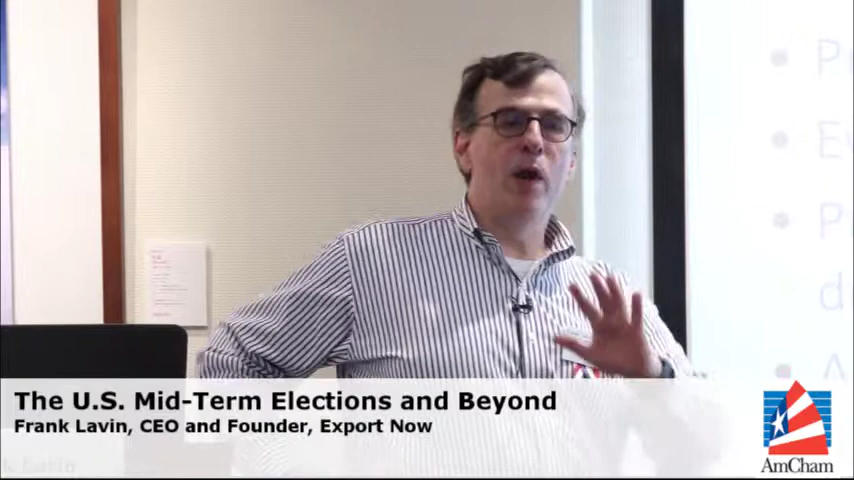 The U.S. Mid-Term Elections and Beyond
Frank Lavin, CEO and Founder, Export Now
AmCham